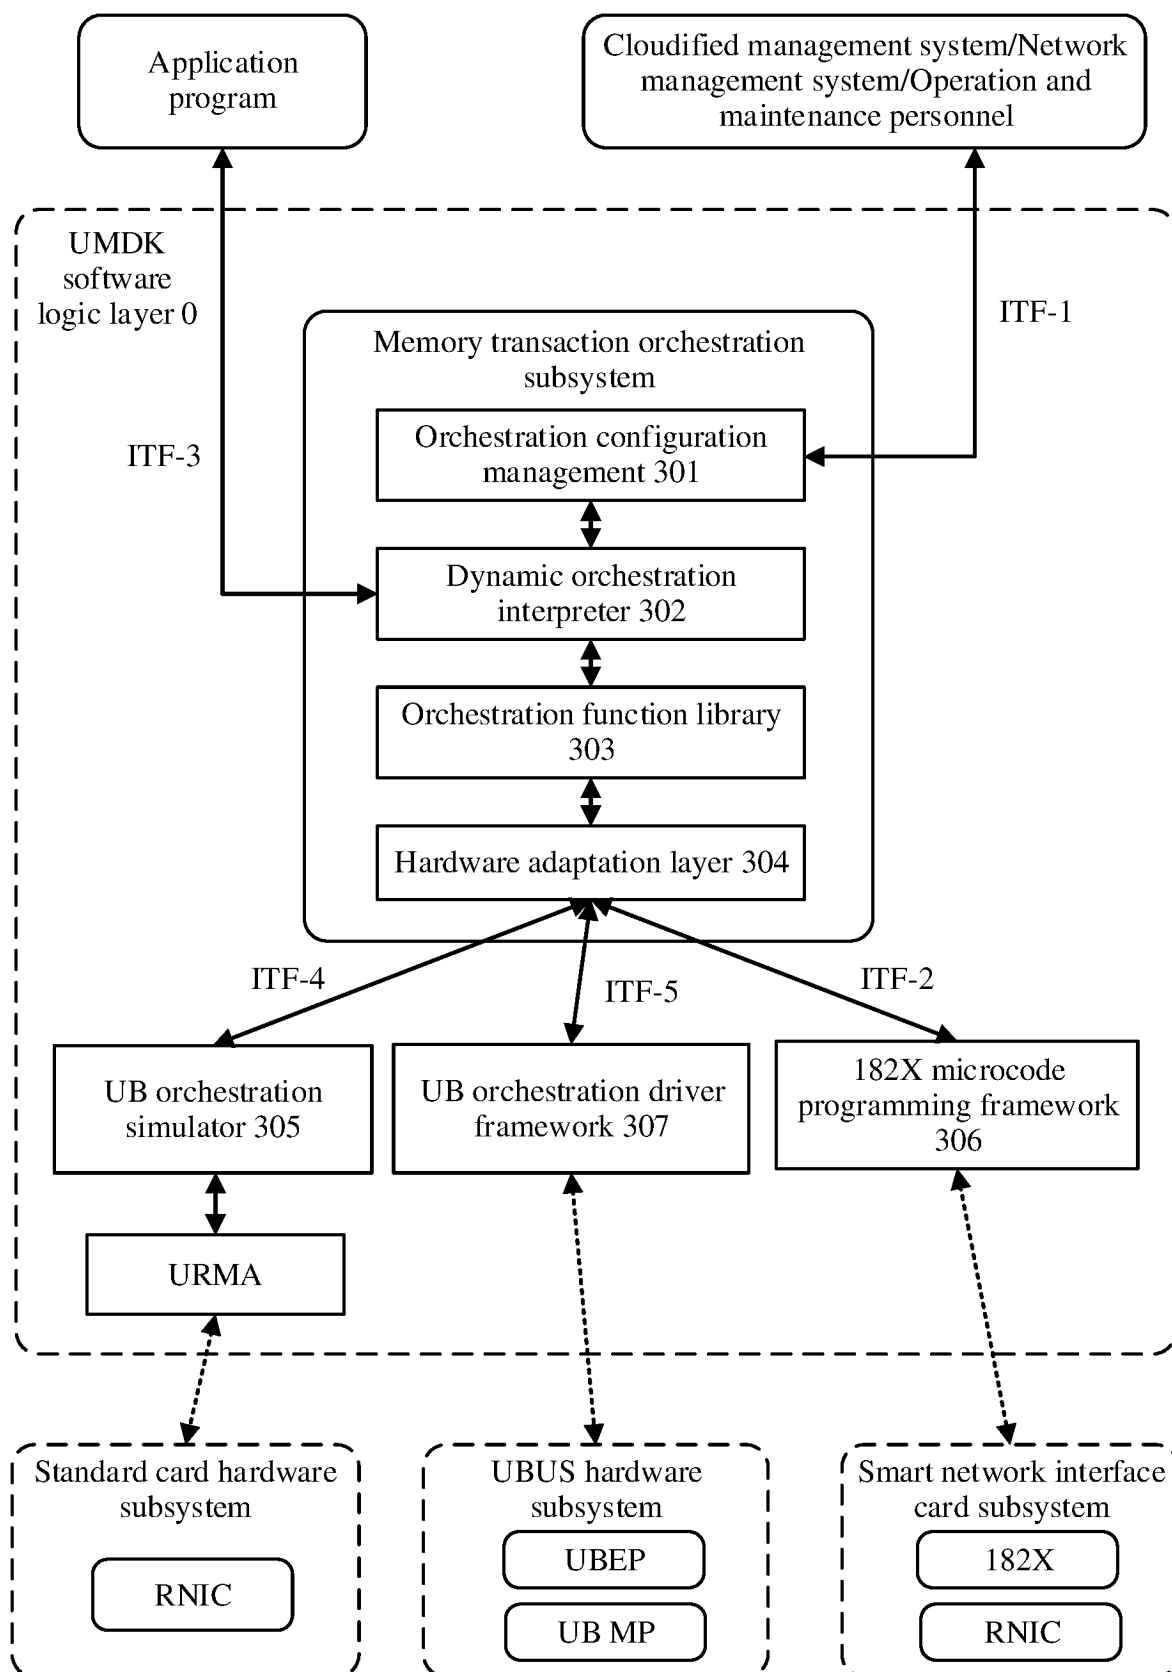 Application
program
Cloudified management system/Network
management system/Operation and
maintenance personnel
UMDK
software
logic layer 0
ITF-1
Memory transaction orchestration
subsystem
Orchestration configuration
management 301
ITF-3
Dynamic orchestration
interpreter 302
Orchestration function library
303
Hardware adaptation layer 304
ITF-4
ITF-5
ITF-2
UB orchestration
simulator 305
UB orchestration driver
framework 307
182X microcode
programming framework
306
URMA
Standard card hardware
subsystem
RNIC
UBUS hardware
subsystem
UBEP
UB MP
Smart network interface
card subsystem
182X
RNIC